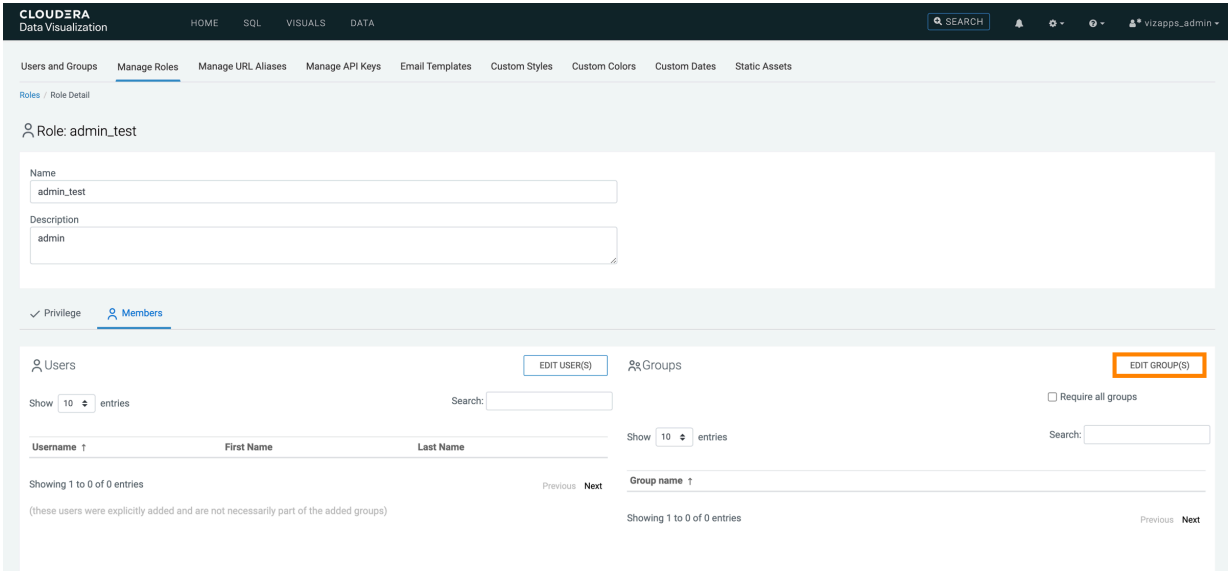 CLOUDERA
Data Visualization
HOME SQL VISUALS DATA
SEARCH
vizapps_admin
Users and Groups Manage Roles Manage URL Aliases Manage API Keys Email Templates Custom Styles Custom Colors Custom Dates Static Assets
Roles / Role Detail
Role: admin_test
Name
admin_test
Description
admin
Privilege Members
Users EDIT USER(S)
Show 10 entries Search:
Username ↑ First Name Last Name
Showing 1 to 0 of 0 entries Previous Next
(these users were explicitly added and are not necessarily part of the added groups)
Groups EDIT GROUP(S)
Require all groups
Show 10 entries Search:
Group name ↑
Showing 1 to 0 of 0 entries Previous Next